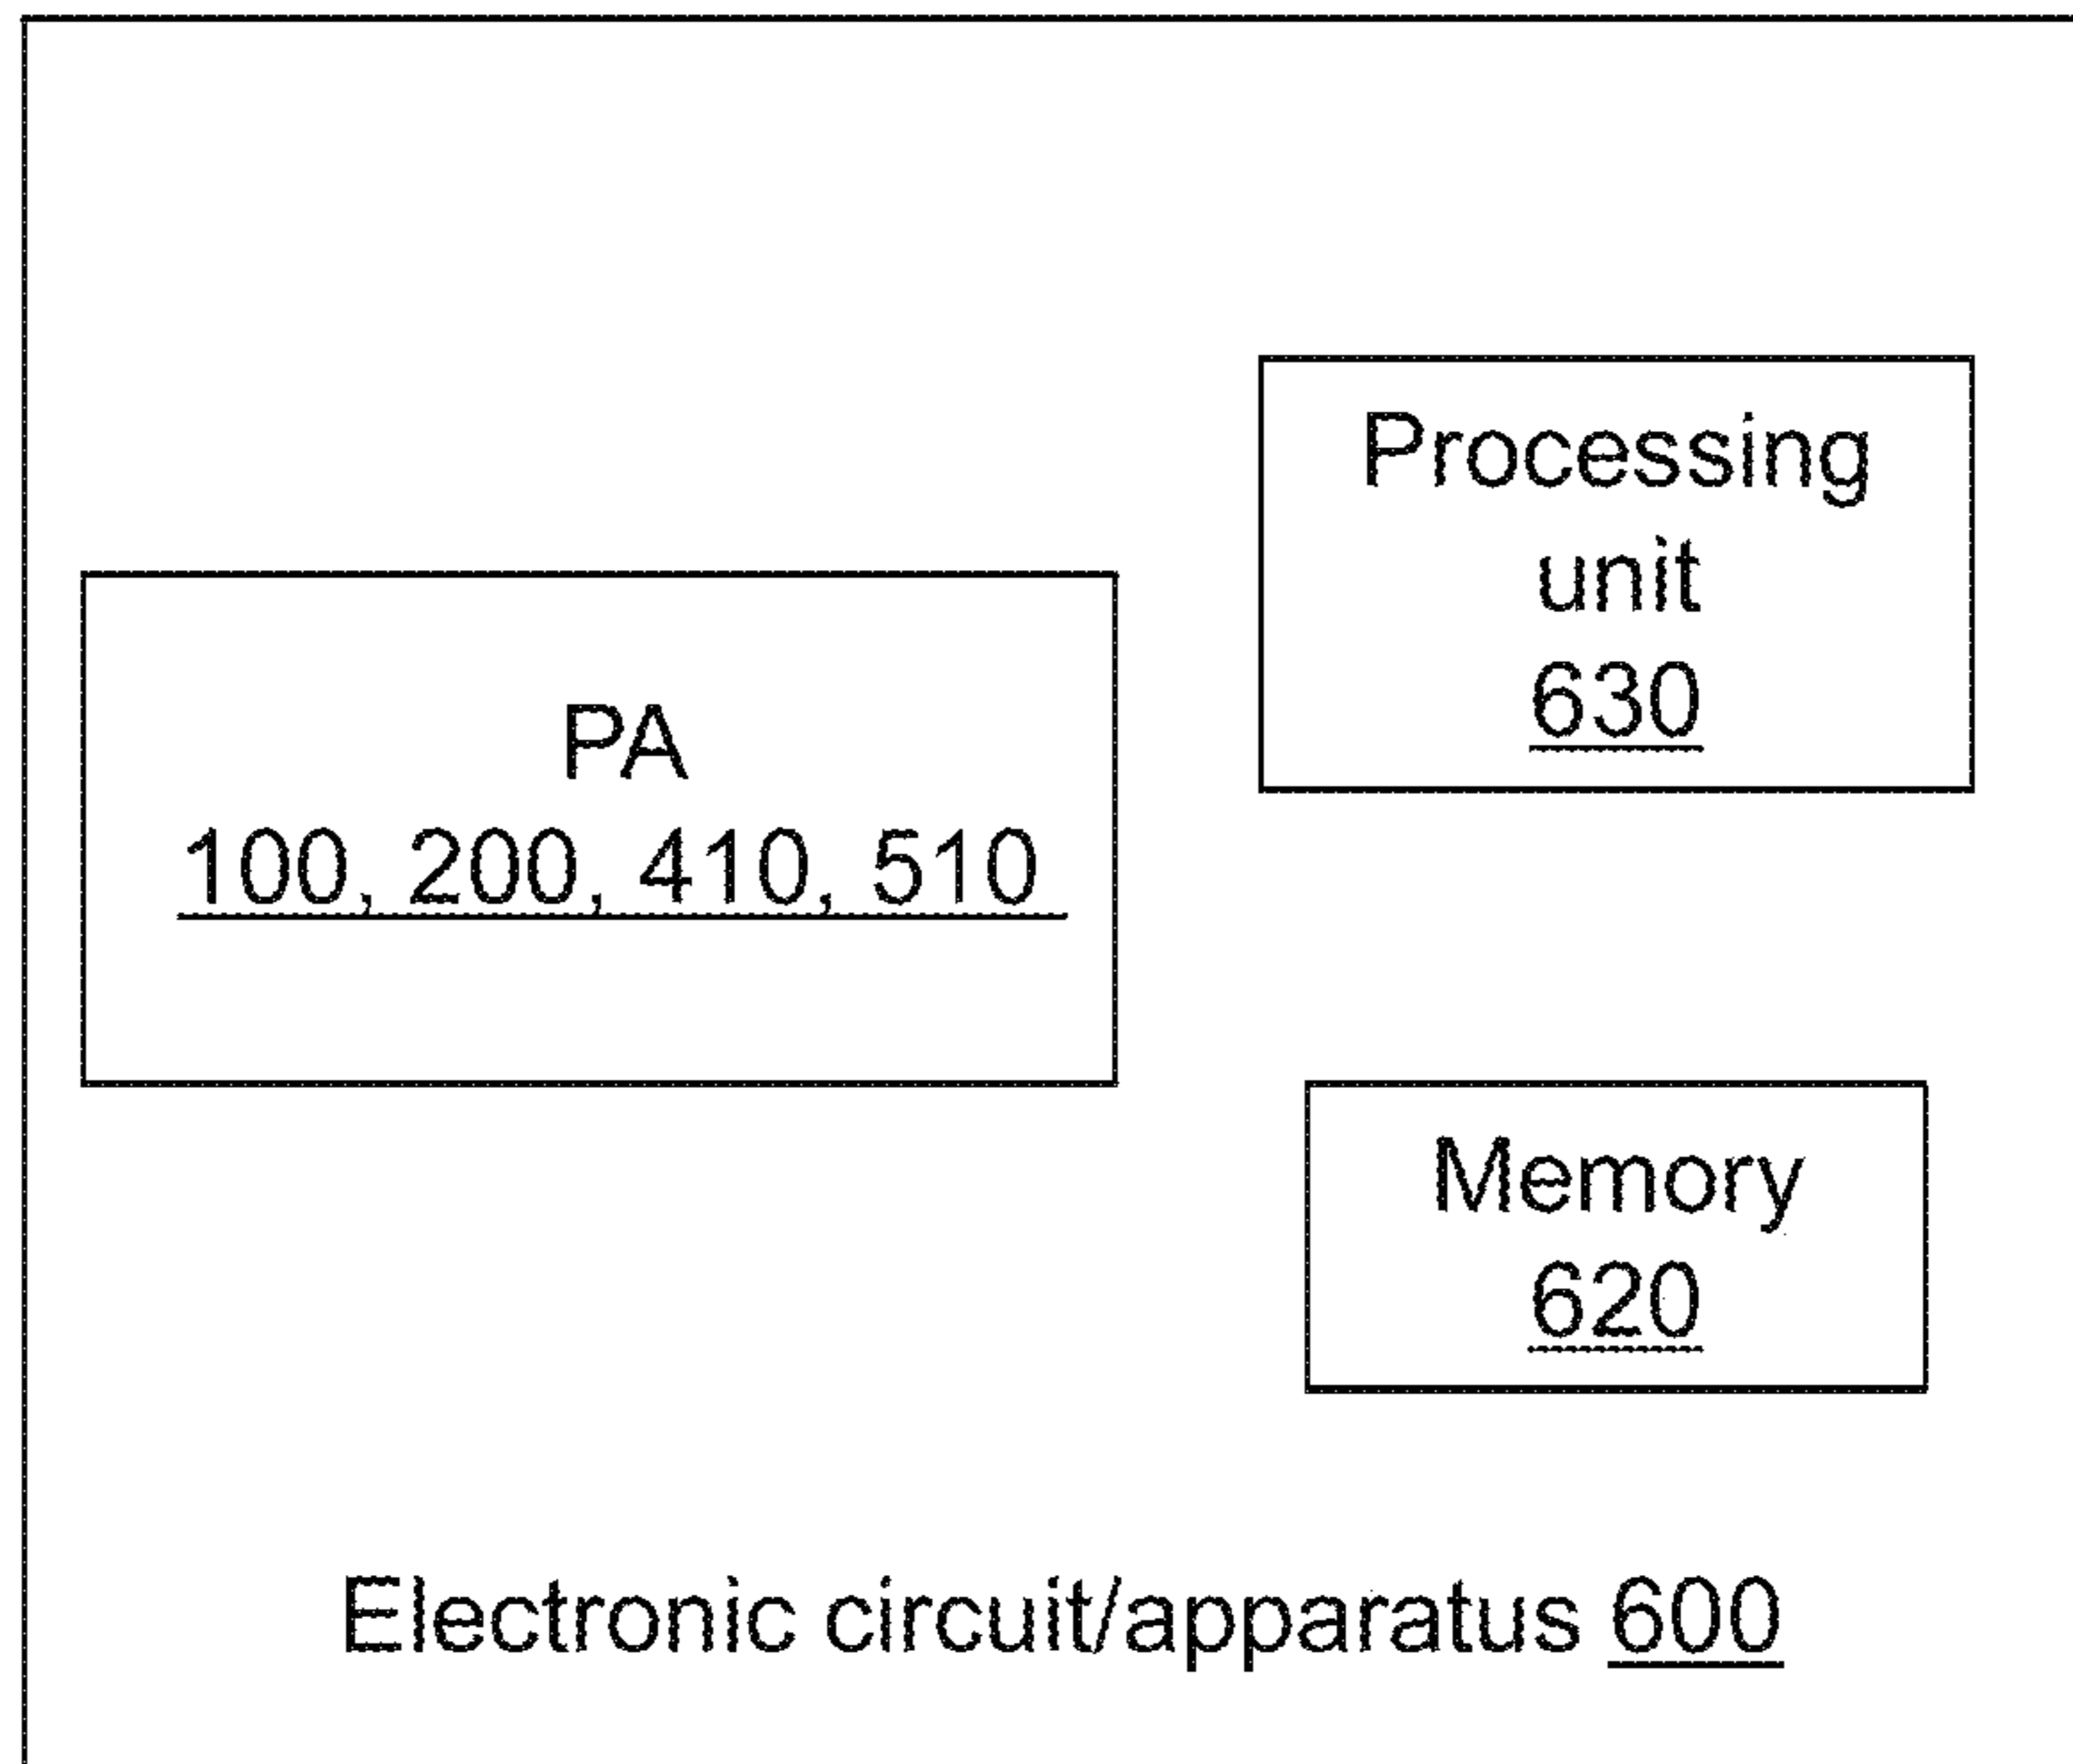 Processing
unit
630
PA
100, 200, 410, 510
Memory
620
Electronic circuit/apparatus 600